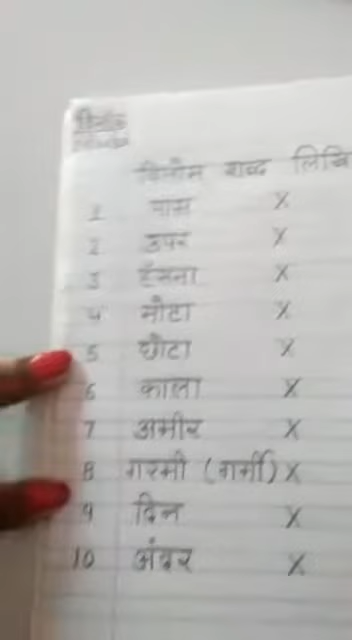 विलोम शब्द लिखि
1 पास X
2 उपर X
3 हँसना X
4 मोटा X
5 छोटा X
6 काला X
7 अमीर X
8 गरमी (गर्मी) X
9 दिन X
10 अंदर X